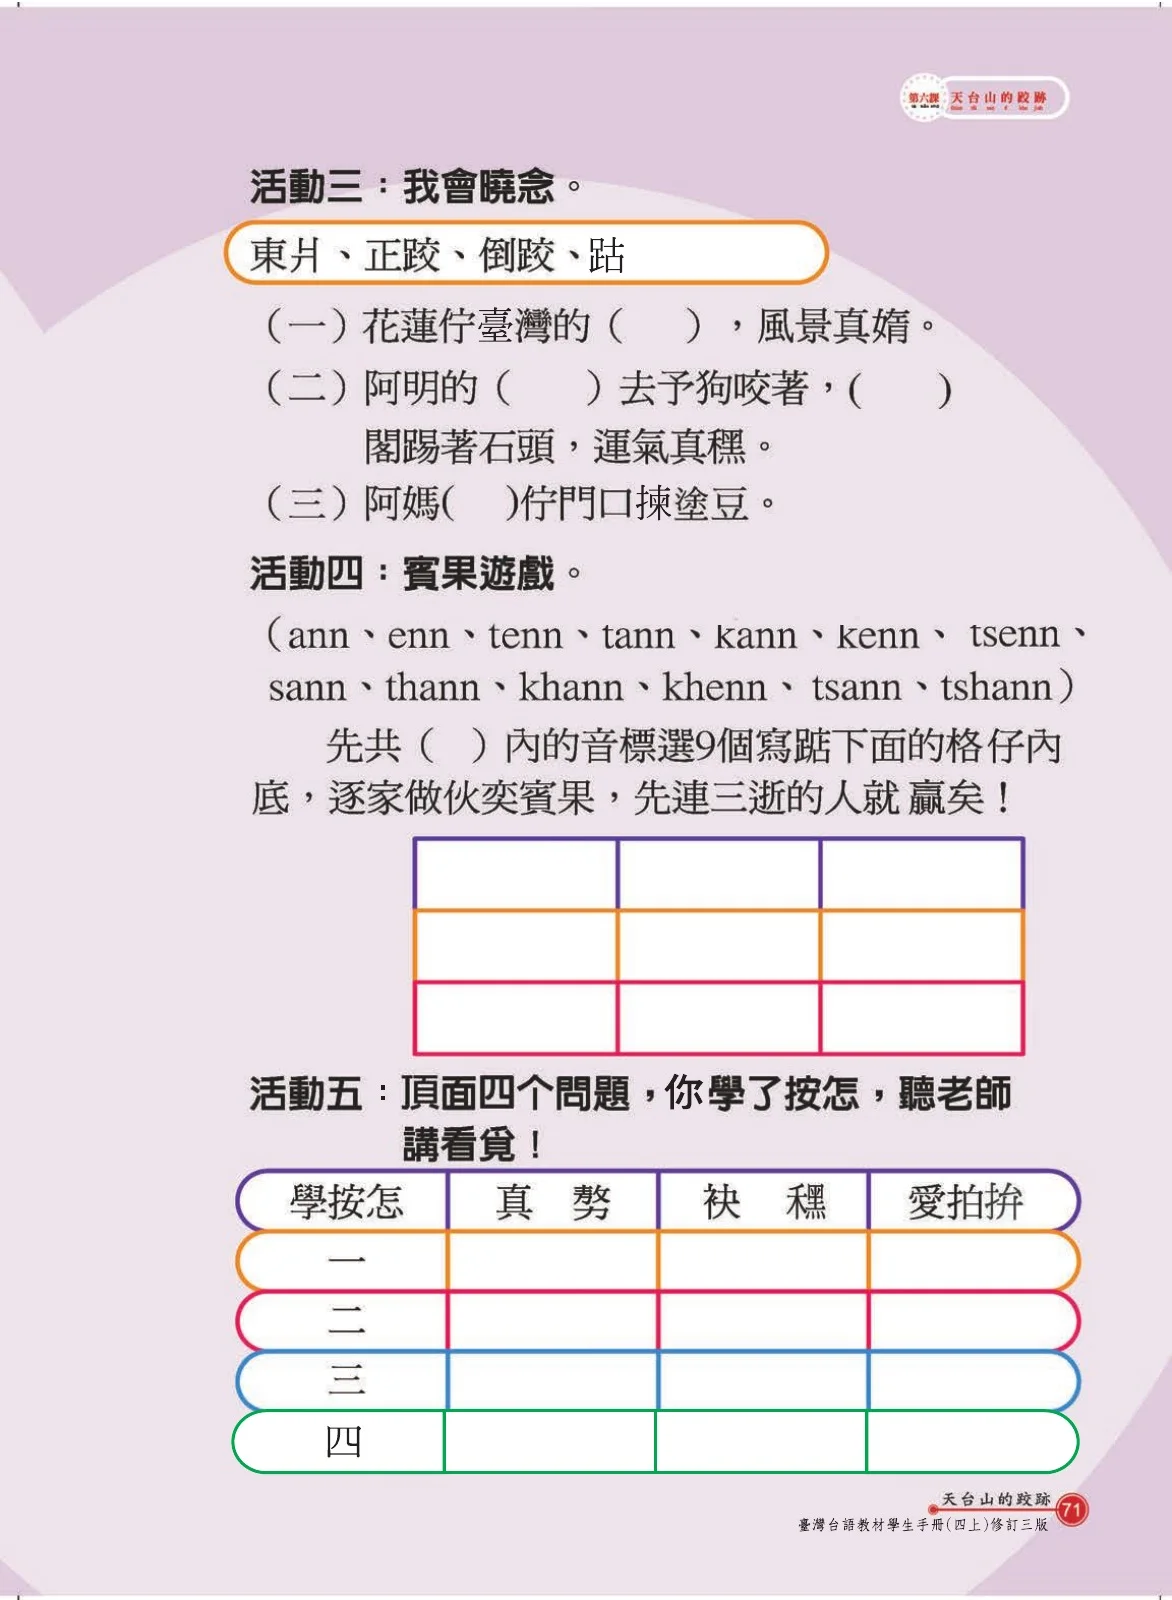 第六課 天台山的跤跡
活動三：我會曉念。
東爿、正跤、倒跤、跍
（一）花蓮佇臺灣的（　），風景真媠。
（二）阿明的（　）去予狗咬著，(　)
閣踢著石頭，運氣真穤。
（三）阿媽(　)佇門口揀塗豆。
活動四：賓果遊戲。
（ann、enn、tenn、tann、kann、kenn、tsenn、
sann、thann、khann、khenn、tsann、tshann）
先共（　）內的音標選9個寫踮下面的格仔內
底，逐家做伙奕賓果，先連三逝的人就贏矣！
活動五：頂面四个問題，你學了按怎，聽老師
講看覓！
學按怎 真 勢 袂 穤 愛拍拚
一
二
三
四
天台山的跤跡
臺灣台語教材學生手冊(四上)修訂三版 71